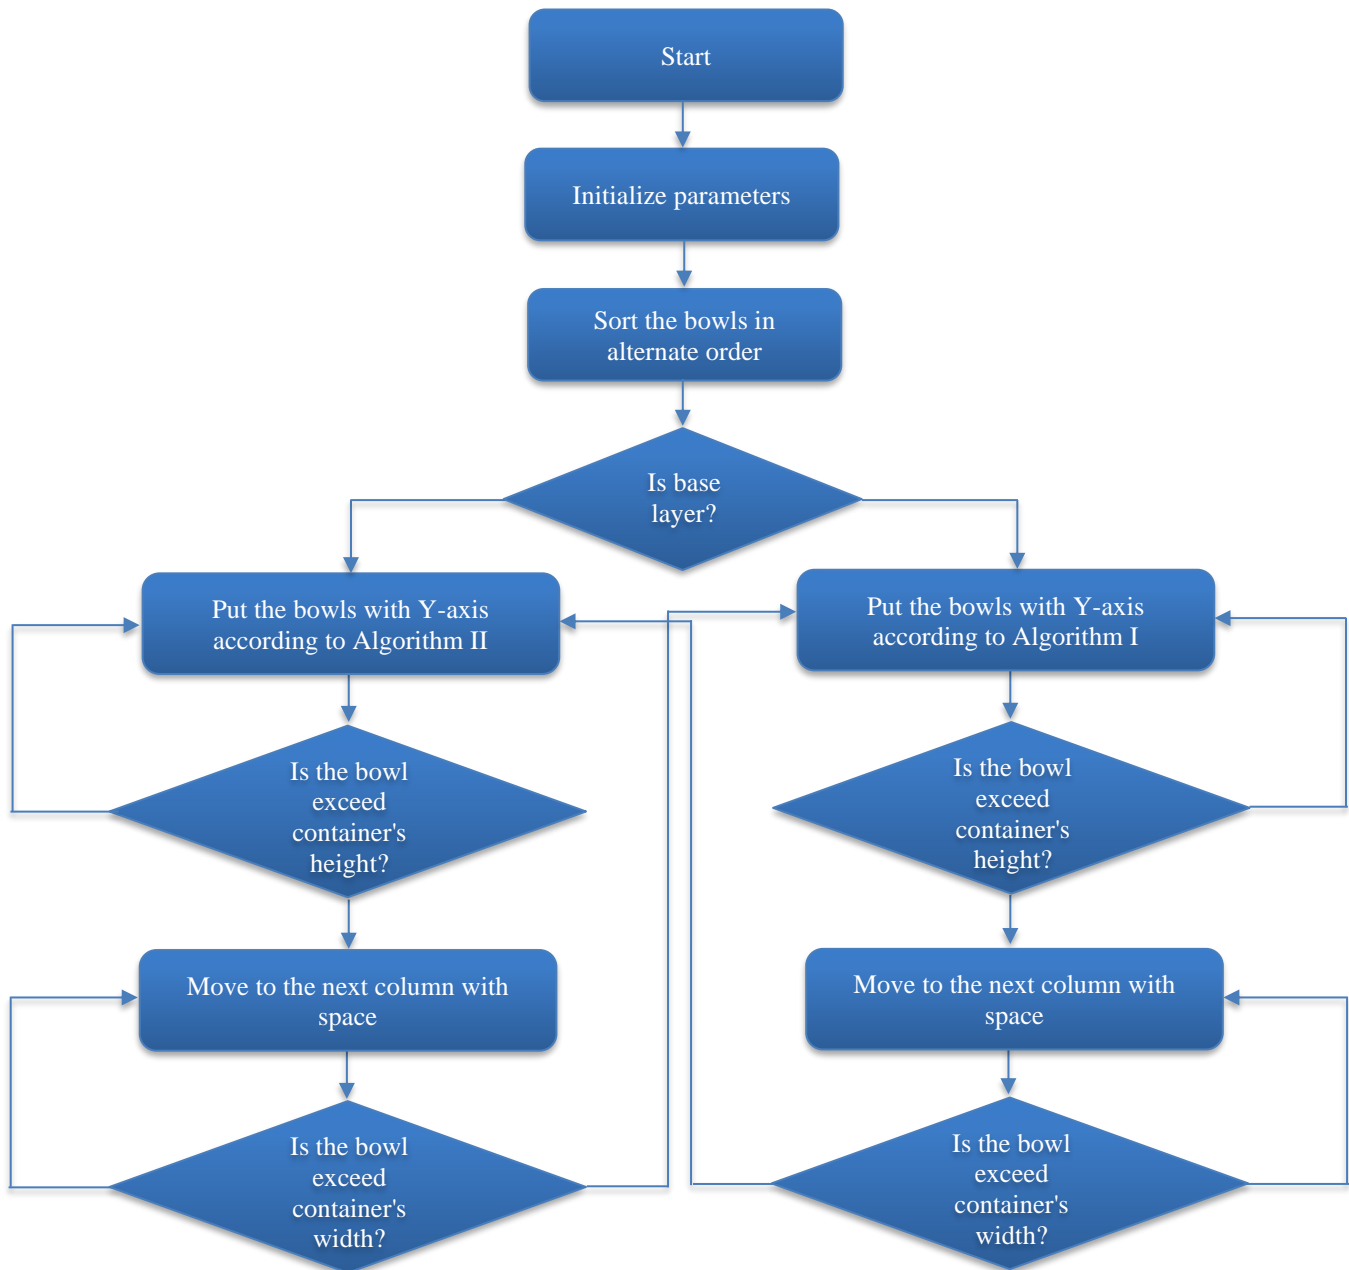 Start
Initialize parameters
Sort the bowls in
alternate order
Is base
layer?
Put the bowls with Y-axis
according to Algorithm II
Put the bowls with Y-axis
according to Algorithm I
Is the bowl
exceed
container's
height?
Is the bowl
exceed
container's
height?
Move to the next column with
space
Move to the next column with
space
Is the bowl
exceed
container's
width?
Is the bowl
exceed
container's
width?